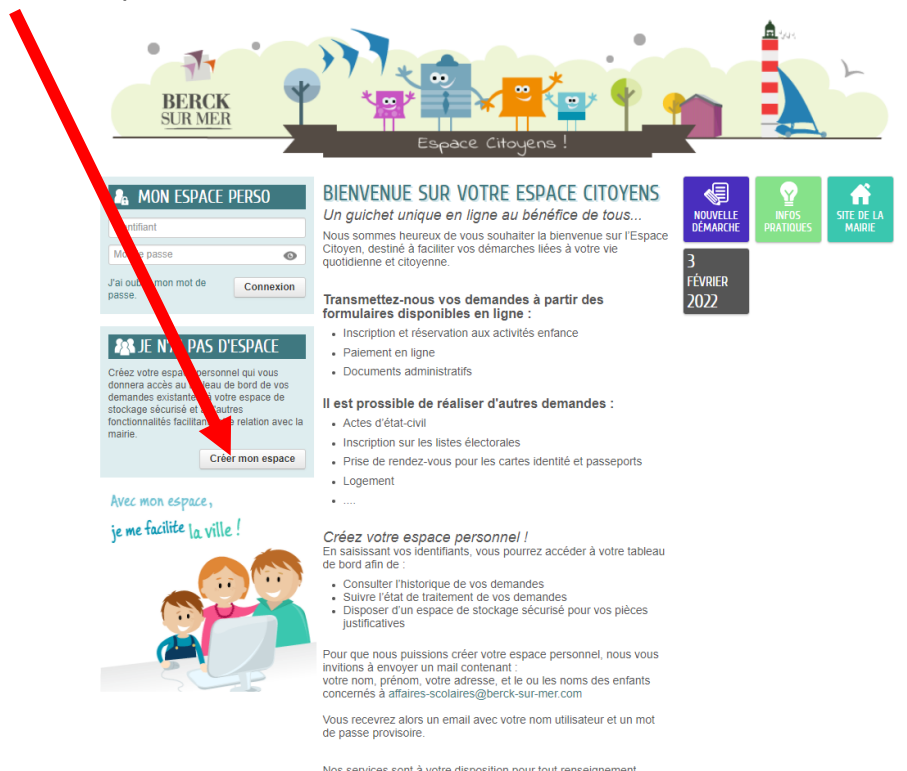 BERCK
SUR MER
Espace Citoyens !
MON ESPACE PERSO
Mo
passe
J'ai oub
mon mot de
passe.
Connexion
JE N'
PAS D'ESPACE
Créez votre espa
personnel qui vous
donnera accès au
eau de bord de vos
demandes existante
votre espace de
stockage sécurisé et
autres
fonctionnalités facilitan
relation avec la
mairie.
Créer mon espace
Avec mon espace,
je me facilite la ville !
BIENVENUE SUR VOTRE ESPACE CITOYENS
Un guichet unique en ligne au bénéfice de tous...
Nous sommes heureux de vous souhaiter la bienvenue sur l'Espace
Citoyen, destiné à faciliter vos démarches liées à votre vie
quotidienne et citoyenne.
Transmettez-nous vos demandes à partir des
formulaires disponibles en ligne :
• Inscription et réservation aux activités enfance
• Paiement en ligne
• Documents administratifs
Il est prossible de réaliser d'autres demandes :
• Actes d'état-civil
• Inscription sur les listes électorales
• Prise de rendez-vous pour les cartes identité et passeports
• Logement
• ....
Créez votre espace personnel !
En saisissant vos identifiants, vous pourrez accéder à votre tableau
de bord afin de :
• Consulter l'historique de vos demandes
• Suivre l'état de traitement de vos demandes
• Disposer d'un espace de stockage sécurisé pour vos pièces
justificatives
Pour que nous puissions créer votre espace personnel, nous vous
invitions à envoyer un mail contenant :
votre nom, prénom, votre adresse, et le ou les noms des enfants
concernés à affaires-scolaires@berck-sur-mer.com
Vous recevrez alors un email avec votre nom utilisateur et un mot
de passe provisoire.
Nos services sont à votre disposition pour tout renseignement
NOUVELLE
DÉMARCHE
INFOS
PRATIQUES
SITE DE LA
MAIRIE
3
FÉVRIER
2022